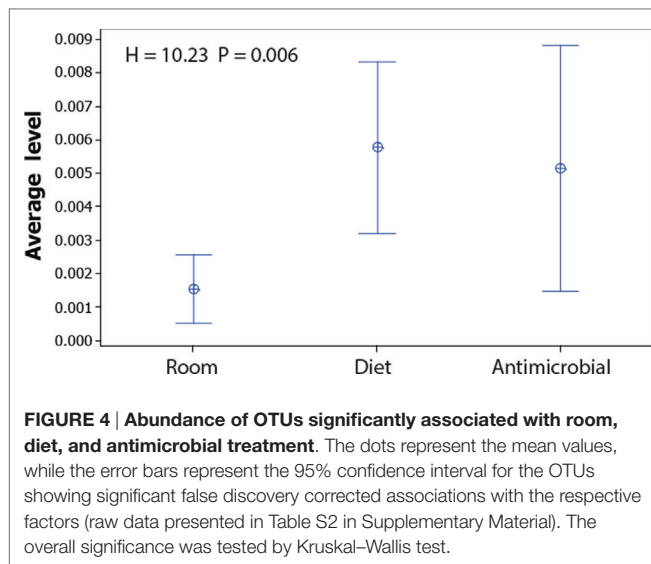 0.009
H = 10.23 P = 0.006
0.008
0.007
0.006
0.005
0.004
0.003
0.002
0.001
0.000
Average level
Room Diet Antimicrobial
FIGURE 4 | Abundance of OTUs significantly associated with room,
diet, and antimicrobial treatment. The dots represent the mean values,
while the error bars represent the 95% confidence interval for the OTUs
showing significant false discovery corrected associations with the respective
factors (raw data presented in Table S2 in Supplementary Material). The
overall significance was tested by Kruskal–Wallis test.